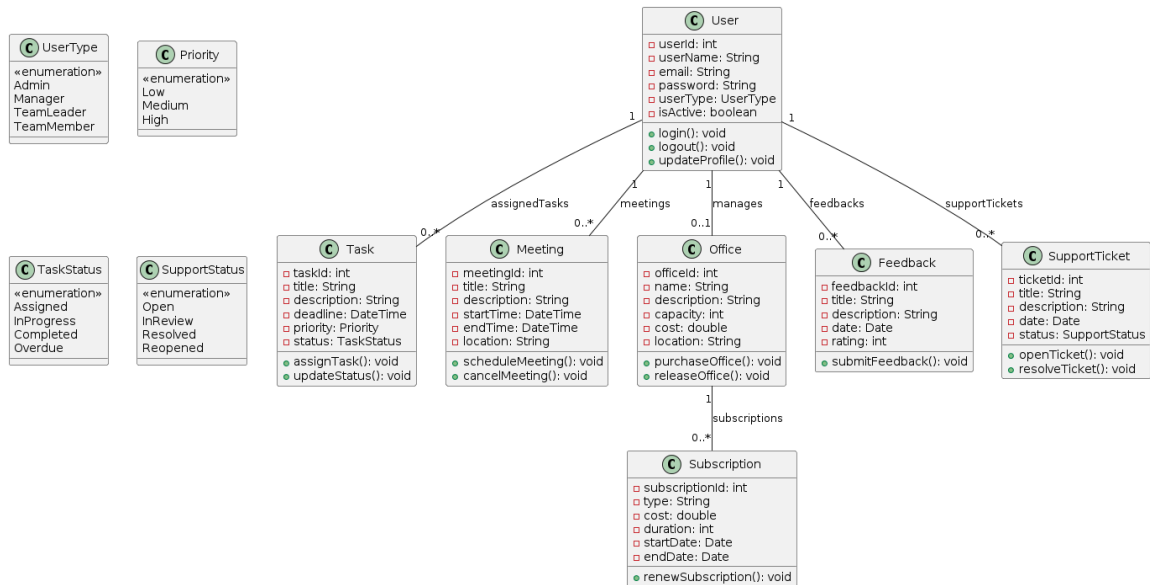 C User
userId: int
userName: String
email: String
password: String
userType: UserType
isActive: boolean
login(): void
logout(): void
updateProfile(): void
C UserType
«enumeration»
Admin
Manager
TeamLeader
TeamMember
C Priority
«enumeration»
Low
Medium
High
1
1
1
1
1
assignedTasks
meetings
manages
feedbacks
supportTickets
0..*
0..*
0..1
0..*
0..*
C TaskStatus
«enumeration»
Assigned
InProgress
Completed
Overdue
C SupportStatus
«enumeration»
Open
InReview
Resolved
Reopened
C Task
taskId: int
title: String
description: String
deadline: DateTime
priority: Priority
status: TaskStatus
assignTask(): void
updateStatus(): void
C Meeting
meetingId: int
title: String
description: String
startTime: DateTime
endTime: DateTime
location: String
scheduleMeeting(): void
cancelMeeting(): void
C Office
officeId: int
name: String
description: String
capacity: int
cost: double
location: String
purchaseOffice(): void
releaseOffice(): void
C Feedback
feedbackId: int
title: String
description: String
date: Date
rating: int
submitFeedback(): void
C SupportTicket
ticketId: int
title: String
description: String
date: Date
status: SupportStatus
openTicket(): void
resolveTicket(): void
1
subscriptions
0..*
C Subscription
subscriptionId: int
type: String
cost: double
duration: int
startDate: Date
endDate: Date
renewSubscription(): void